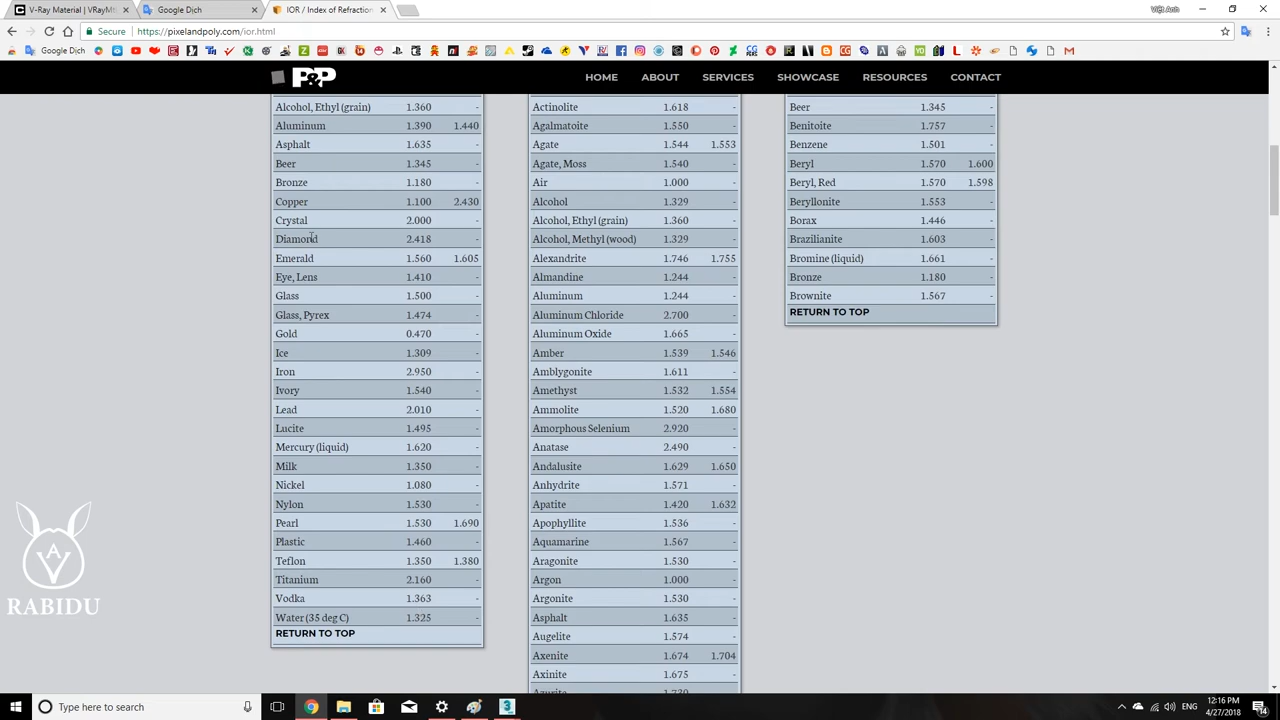 V-Ray Material | VRayMt
Google Dịch
IOR / Index of Refraction
Việt Anh
Secure
https://pixelandpoly.com/ior.html
Google Dịch
P&P
HOME ABOUT SERVICES SHOWCASE RESOURCES CONTACT
Alcohol, Ethyl (grain) 1.360 -
Aluminum 1.390 1.440
Asphalt 1.635 -
Beer 1.345 -
Bronze 1.180 -
Copper 1.100 2.430
Crystal 2.000 -
Diamond 2.418 -
Emerald 1.560 1.605
Eye, Lens 1.410 -
Glass 1.500 -
Glass, Pyrex 1.474 -
Gold 0.470 -
Ice 1.309 -
Iron 2.950 -
Ivory 1.540 -
Lead 2.010 -
Lucite 1.495 -
Mercury (liquid) 1.620 -
Milk 1.350 -
Nickel 1.080 -
Nylon 1.530 -
Pearl 1.530 1.690
Plastic 1.460 -
Teflon 1.350 1.380
Titanium 2.160 -
Vodka 1.363 -
Water (35 deg C) 1.325 -
RETURN TO TOP
Actinolite 1.618 -
Agalmatoite 1.550 -
Agate 1.544 1.553
Agate, Moss 1.540 -
Air 1.000 -
Alcohol 1.329 -
Alcohol, Ethyl (grain) 1.360 -
Alcohol, Methyl (wood) 1.329 -
Alexandrite 1.746 1.755
Almandine 1.244 -
Aluminum 1.244 -
Aluminum Chloride 2.700 -
Aluminum Oxide 1.665 -
Amber 1.539 1.546
Amblygonite 1.611 -
Amethyst 1.532 1.554
Ammolite 1.520 1.680
Amorphous Selenium 2.920 -
Anatase 2.490 -
Andalusite 1.629 1.650
Anhydrite 1.571 -
Apatite 1.420 1.632
Apophyllite 1.536 -
Aquamarine 1.567 -
Aragonite 1.530 -
Argon 1.000 -
Argonite 1.530 -
Asphalt 1.635 -
Augelite 1.574 -
Axenite 1.674 1.704
Axinite 1.675 -
Azurite 1.730 -
Beer 1.345 -
Benitoite 1.757 -
Benzene 1.501 -
Beryl 1.570 1.600
Beryl, Red 1.570 1.598
Beryllonite 1.553 -
Borax 1.446 -
Brazilianite 1.603 -
Bromine (liquid) 1.661 -
Bronze 1.180 -
Brownite 1.567 -
RETURN TO TOP
VA
RABIDU
Type here to search
ENG
12:16 PM
4/27/2018
14